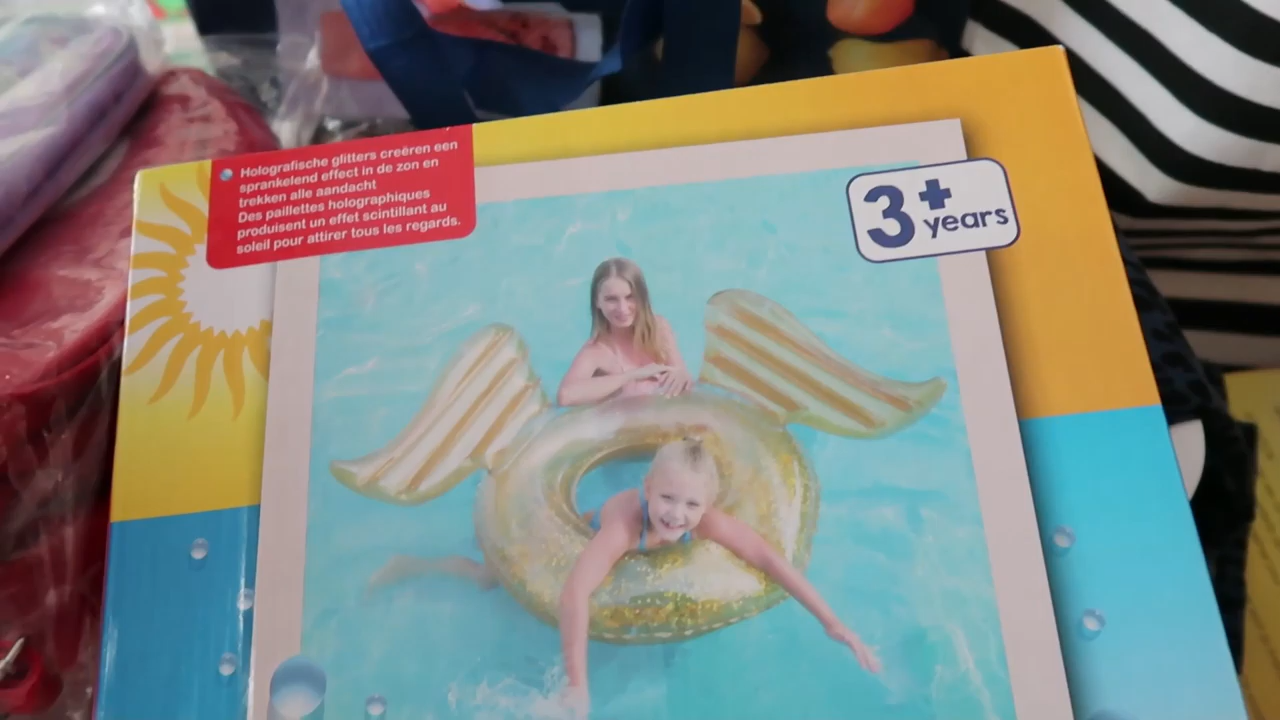 Holografische glitters creëren een
sprankelend effect in de zon en
trekken alle aandacht
Des paillettes holographiques
produisent un effet scintillant au
soleil pour attirer tous les regards.
3+
years